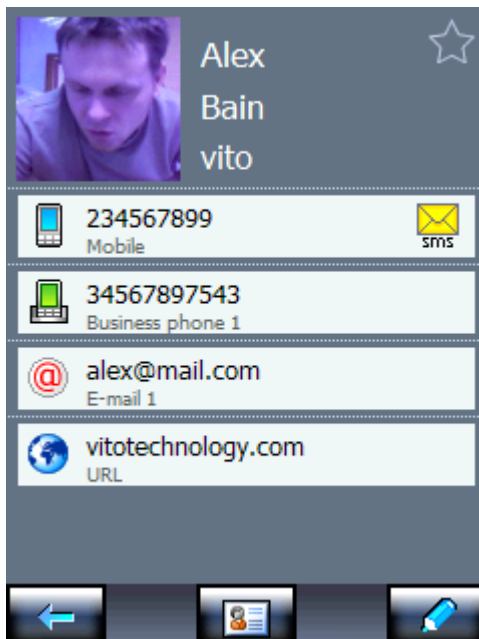 Alex
Bain
vito
234567899
Mobile
sms
34567897543
Business phone 1
@
alex@mail.com
E-mail 1
vitotechnology.com
URL